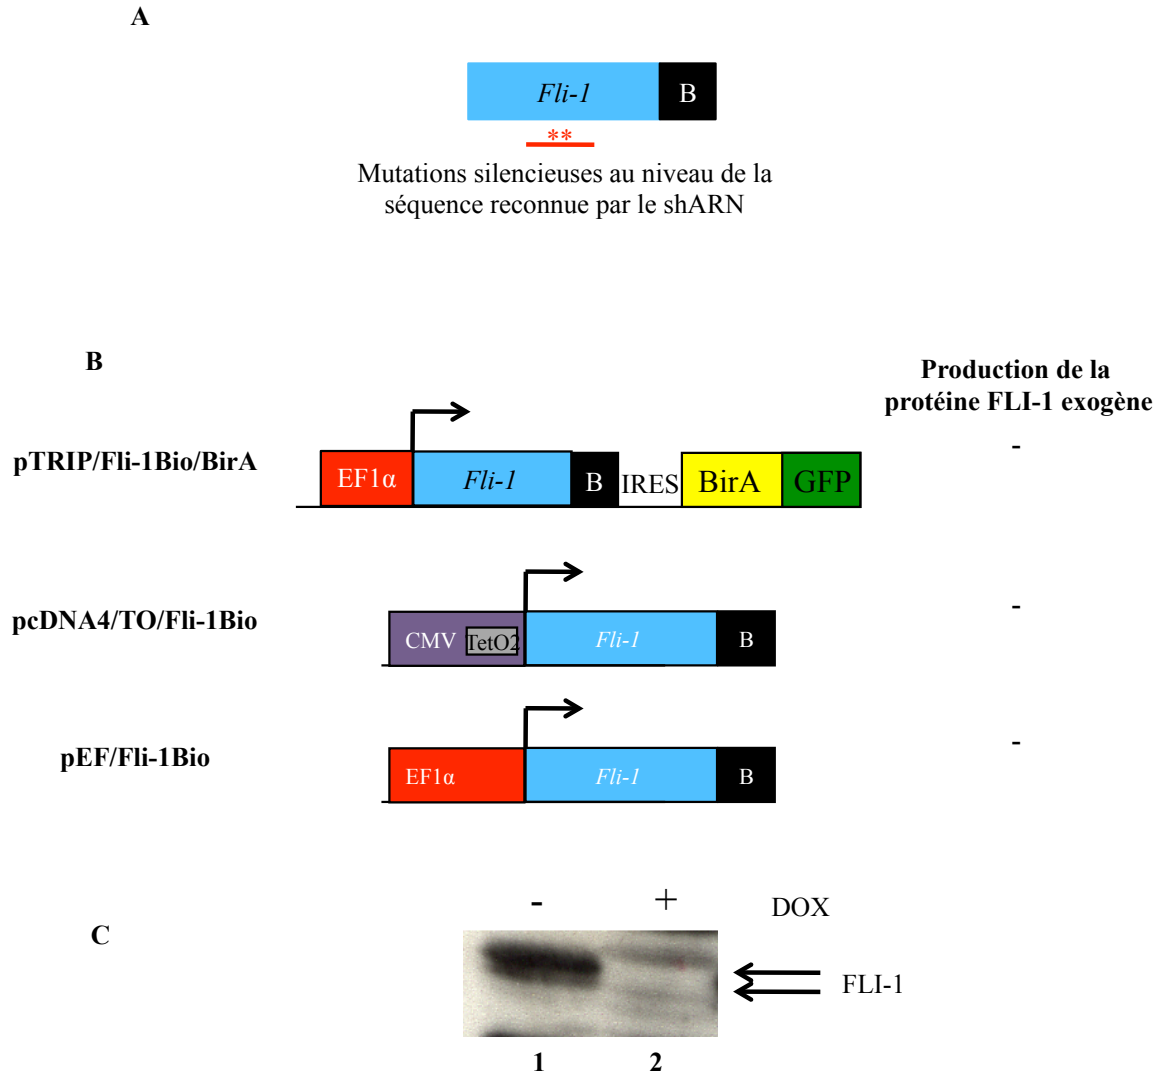 A
Fli-1 B
**
Mutations silencieuses au niveau de la
séquence reconnue par le shARN
B
Production de la
protéine FLI-1 exogène
pTRIP/Fli-1Bio/BirA EF1α Fli-1 B IRES BirA GFP -
pcDNA4/TO/Fli-1Bio CMV TetO2 Fli-1 B -
pEF/Fli-1Bio EF1α Fli-1 B -
- + DOX
C
FLI-1
1 2